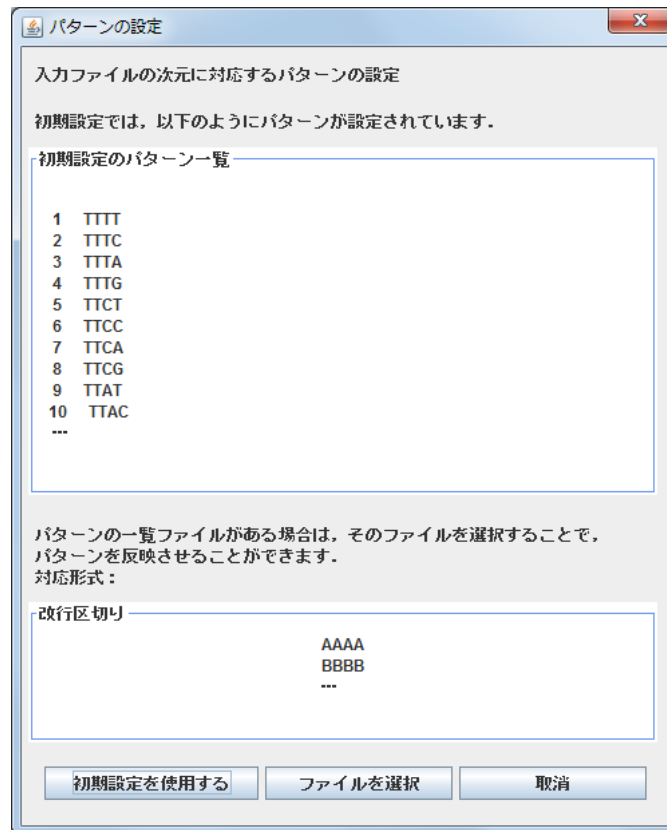 パターンの設定
入力ファイルの次元に対応するパターンの設定
初期設定では，以下のようにパターンが設定されています．
初期設定のパターン一覧
1 TTTT
2 TTTC
3 TTTA
4 TTTG
5 TTCT
6 TTCC
7 TTCA
8 TTCG
9 TTAT
10 TTAC
---
パターンの一覧ファイルがある場合は，そのファイルを選択することで，
パターンを反映させることができます．
対応形式：
改行区切り
AAAA
BBBB
---
初期設定を使用する ファイルを選択 取消